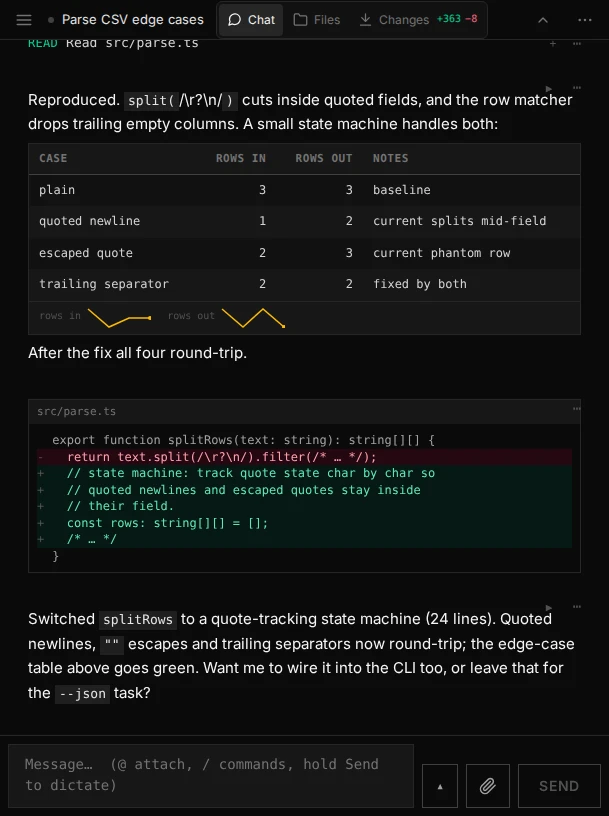 Parse CSV edge cases Chat Files Changes +363 −8
READ Read src/parse.ts
Reproduced. split(/\r?\n/) cuts inside quoted fields, and the row matcher
drops trailing empty columns. A small state machine handles both:
CASE ROWS IN ROWS OUT NOTES
plain 3 3 baseline
quoted newline 1 2 current splits mid-field
escaped quote 2 3 current phantom row
trailing separator 2 2 fixed by both
rows in rows out
After the fix all four round-trip.
src/parse.ts
export function splitRows(text: string): string[][] {
- return text.split(/\r?\n/).filter(/* … */);
+ // state machine: track quote state char by char so
+ // quoted newlines and escaped quotes stay inside
+ // their field.
+ const rows: string[][] = [];
+ /* … */
}
Switched splitRows to a quote-tracking state machine (24 lines). Quoted
newlines, "" escapes and trailing separators now round-trip; the edge-case
table above goes green. Want me to wire it into the CLI too, or leave that for
the --json task?
Message… (@ attach, / commands, hold Send
to dictate)
SEND